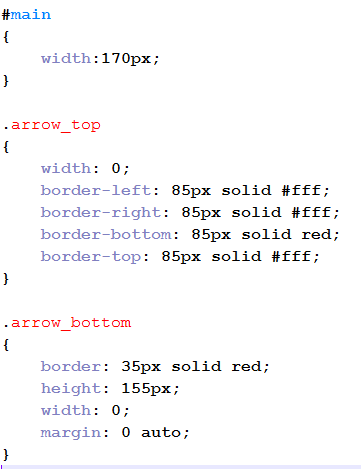 #main
{
    width:170px;
}

.arrow_top
{
    width: 0;
    border-left: 85px solid #fff;
    border-right: 85px solid #fff;
    border-bottom: 85px solid red;
    border-top: 85px solid #fff;
}

.arrow_bottom
{
    border: 35px solid red;
    height: 155px;
    width: 0;
    margin: 0 auto;
}